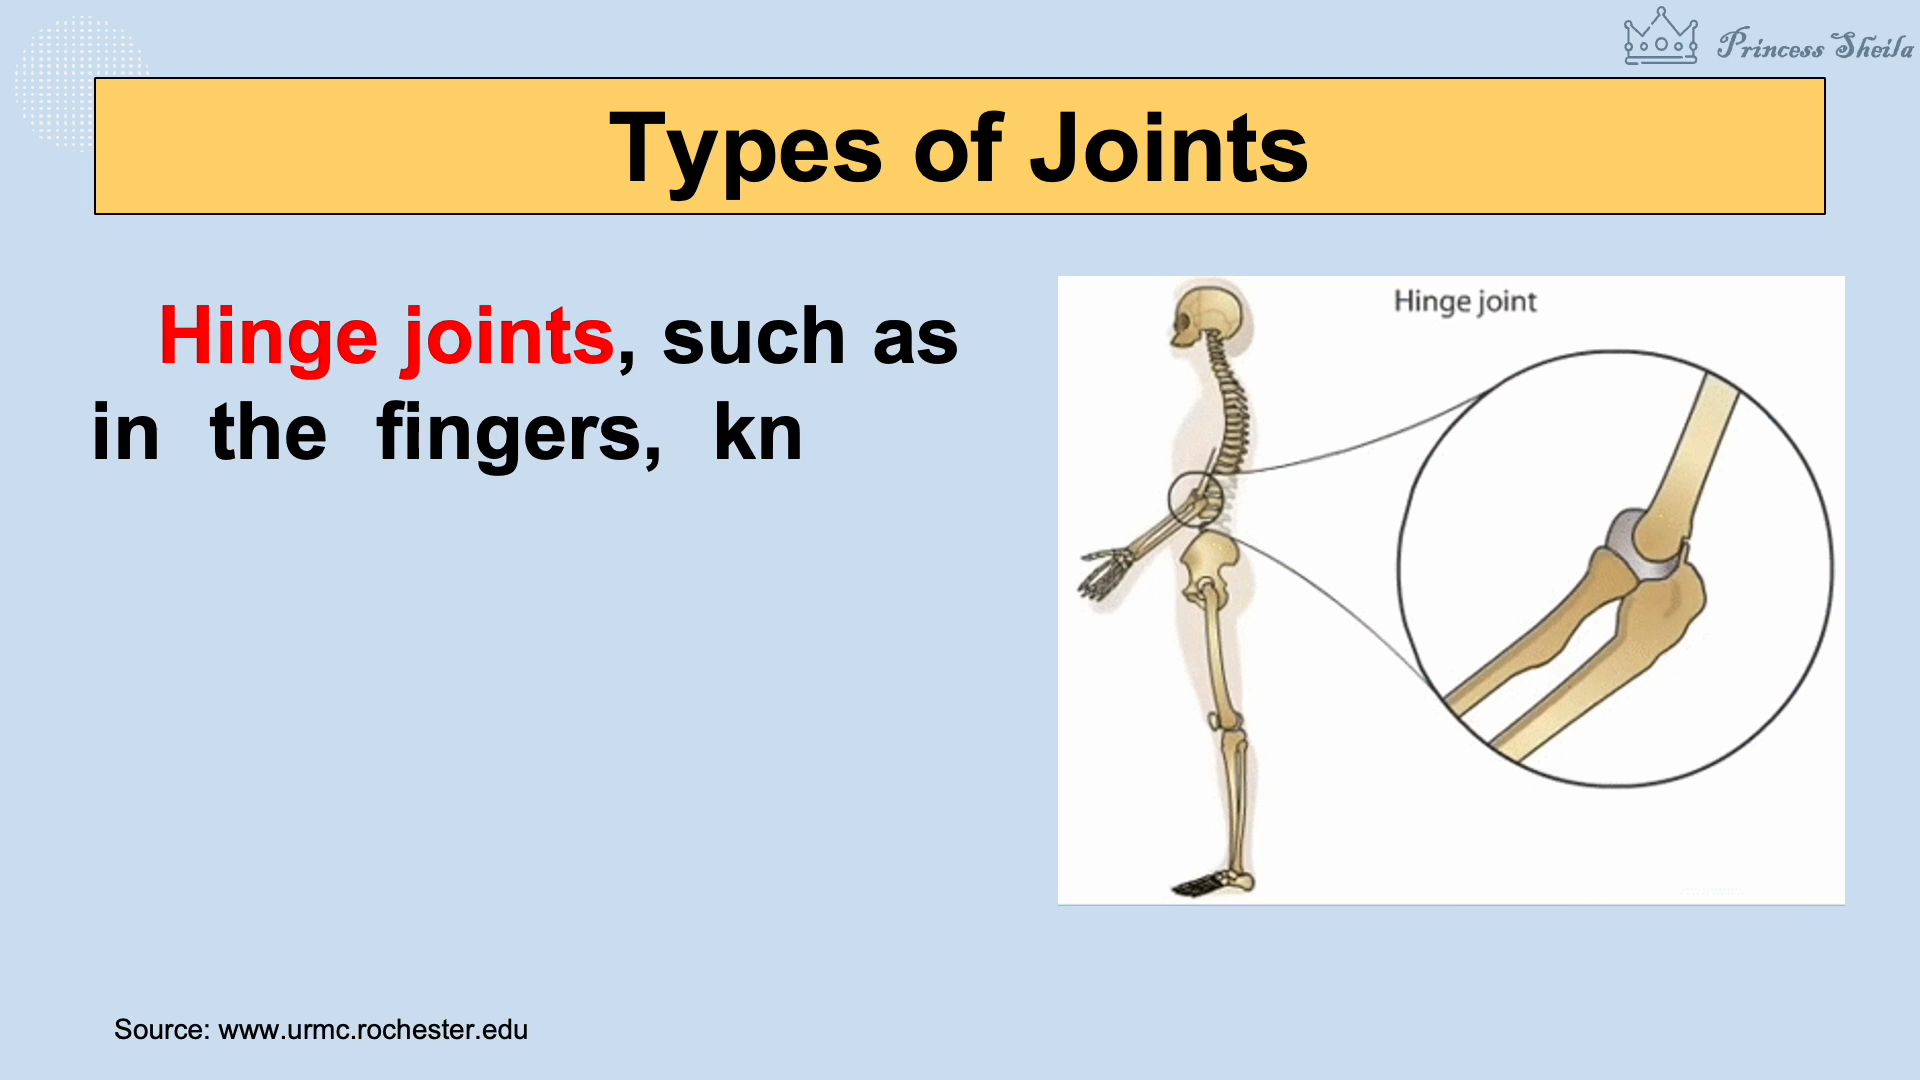 Princess Sheila
Types of Joints
Hinge joints, such as
in the fingers, kn
Hinge joint
Source: www.urmc.rochester.edu